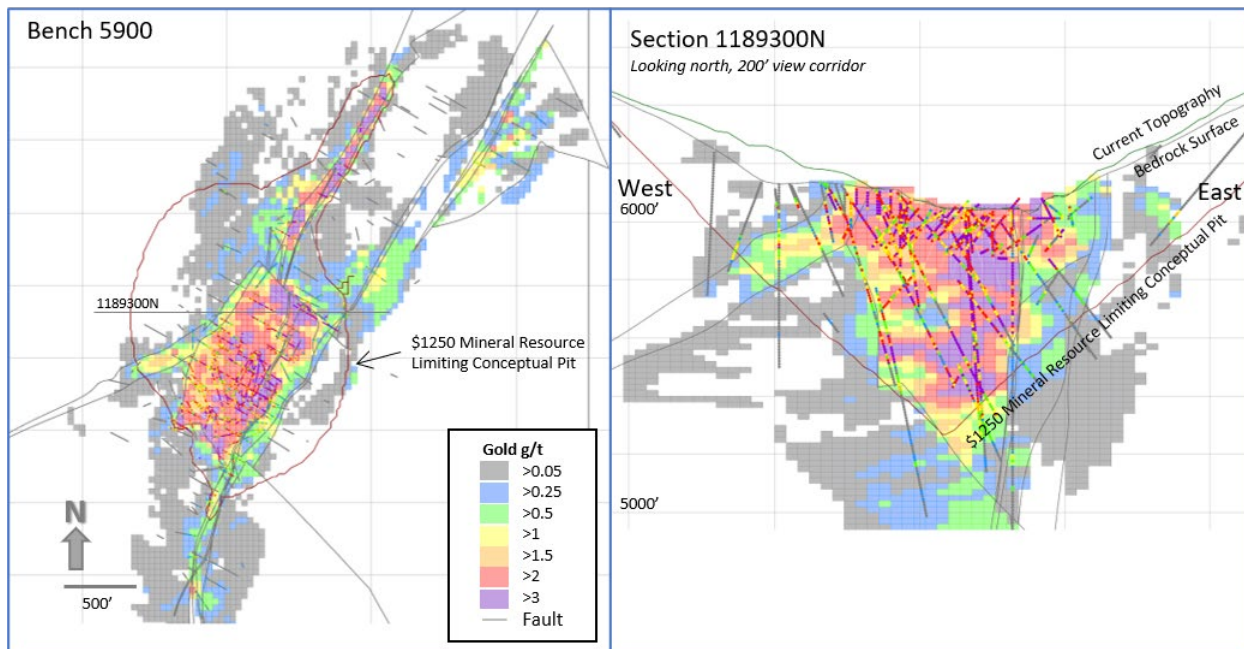 Bench 5900
1189300N
$1250 Mineral Resource
Limiting Conceptual Pit
N
500’
Gold g/t
>0.05
>0.25
>0.5
>1
>1.5
>2
>3
Fault
Section 1189300N
Looking north, 200’ view corridor
Current Topography
Bedrock Surface
West
East
6000’
$1250 Mineral Resource Limiting Conceptual Pit
5000’